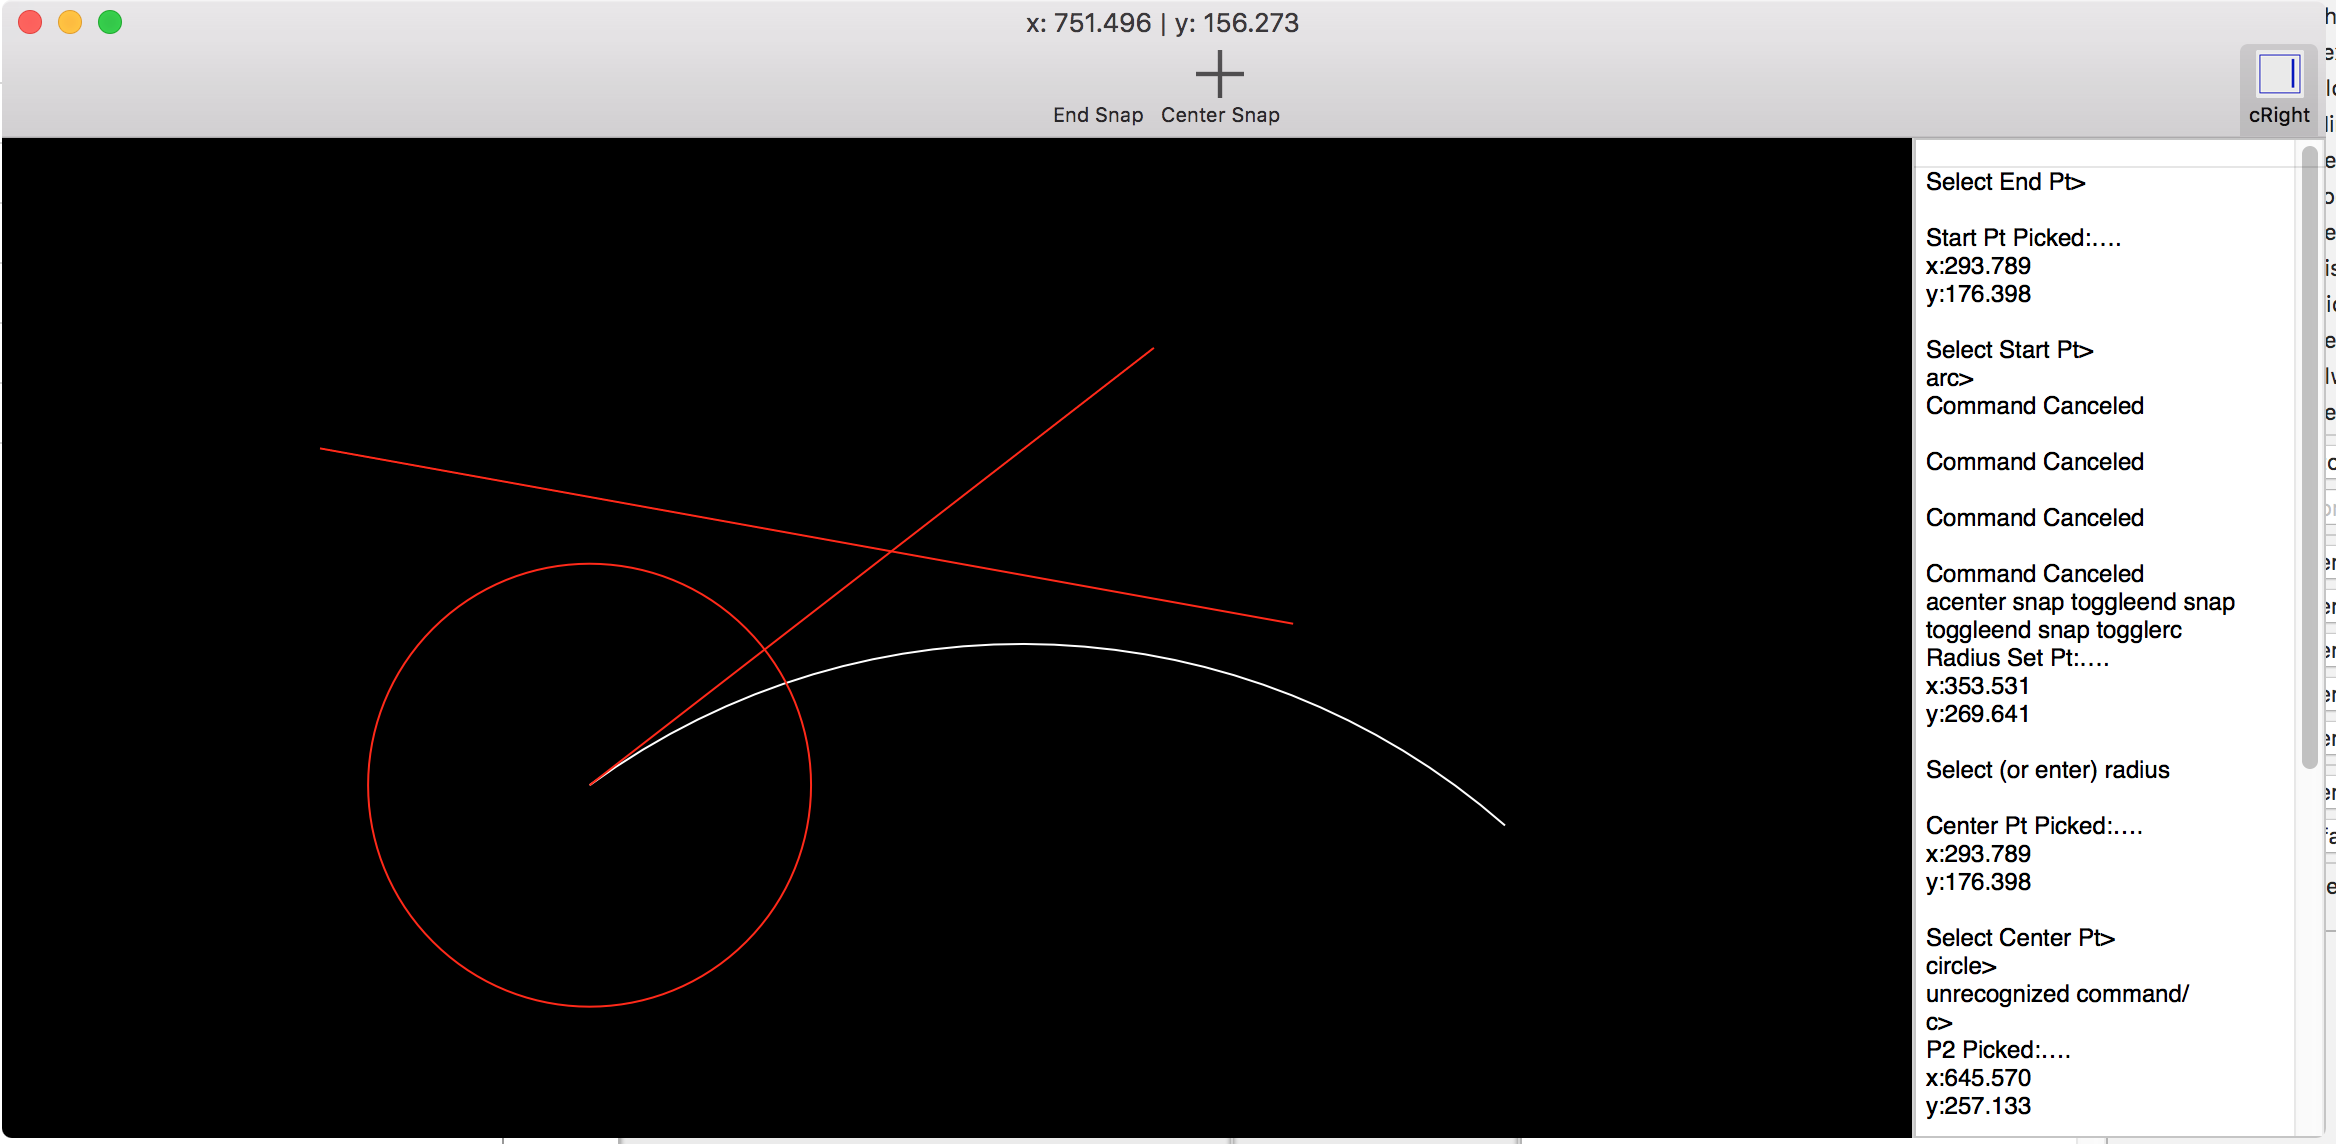 x: 751.496 | y: 156.273
End Snap Center Snap
cRight
Select End Pt>
Start Pt Picked:....
x:293.789
y:176.398
Select Start Pt>
arc>
Command Canceled
Command Canceled
Command Canceled
Command Canceled
acenter snap toggleend snap
toggleend snap togglerc
Radius Set Pt:....
x:353.531
y:269.641
Select (or enter) radius
Center Pt Picked:....
x:293.789
y:176.398
Select Center Pt>
circle>
unrecognized command/
c>
P2 Picked:....
x:645.570
y:257.133